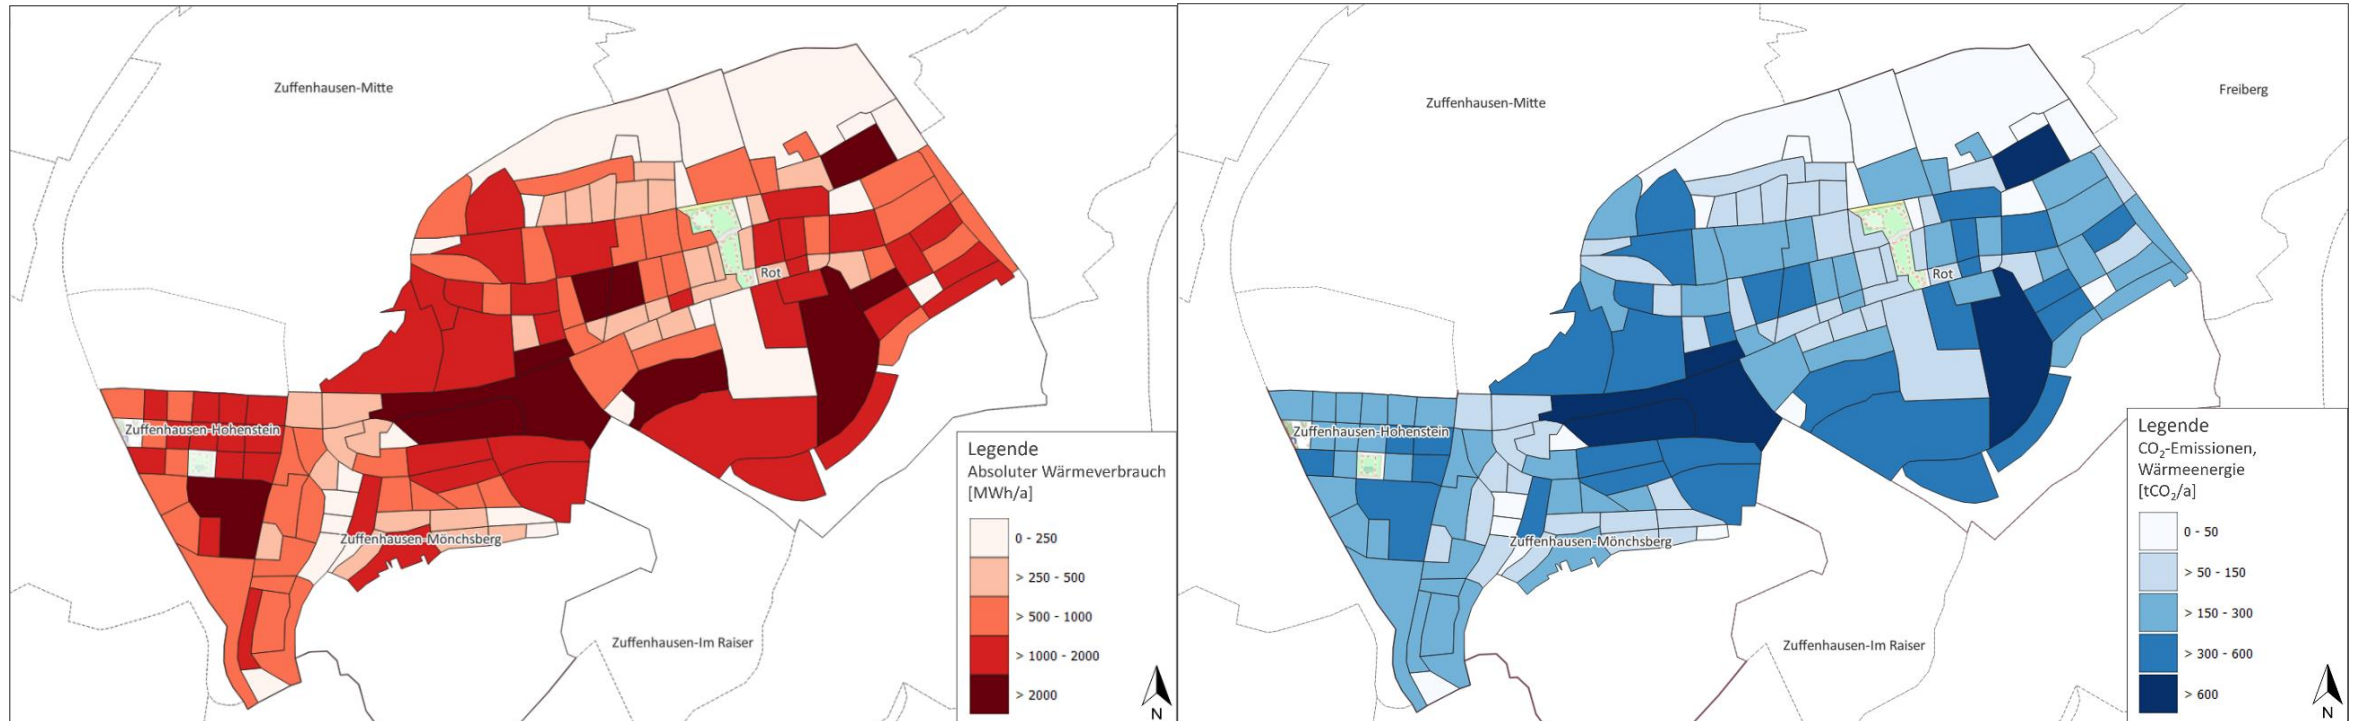 Zuffenhausen-Mitte
Rot
Zuffenhausen-Hohenstein
Zuffenhausen-Mönchsberg
Zuffenhausen-Im Raiser
Legende
Absoluter Wärmeverbrauch
[MWh/a]
0 - 250
> 250 - 500
> 500 - 1000
> 1000 - 2000
> 2000
N
Zuffenhausen-Mitte
Freiberg
Rot
Zuffenhausen-Hohenstein
Zuffenhausen-Mönchsberg
Zuffenhausen-Im Raiser
Legende
CO₂-Emissionen,
Wärmeenergie
[tCO₂/a]
0 - 50
> 50 - 150
> 150 - 300
> 300 - 600
> 600
N